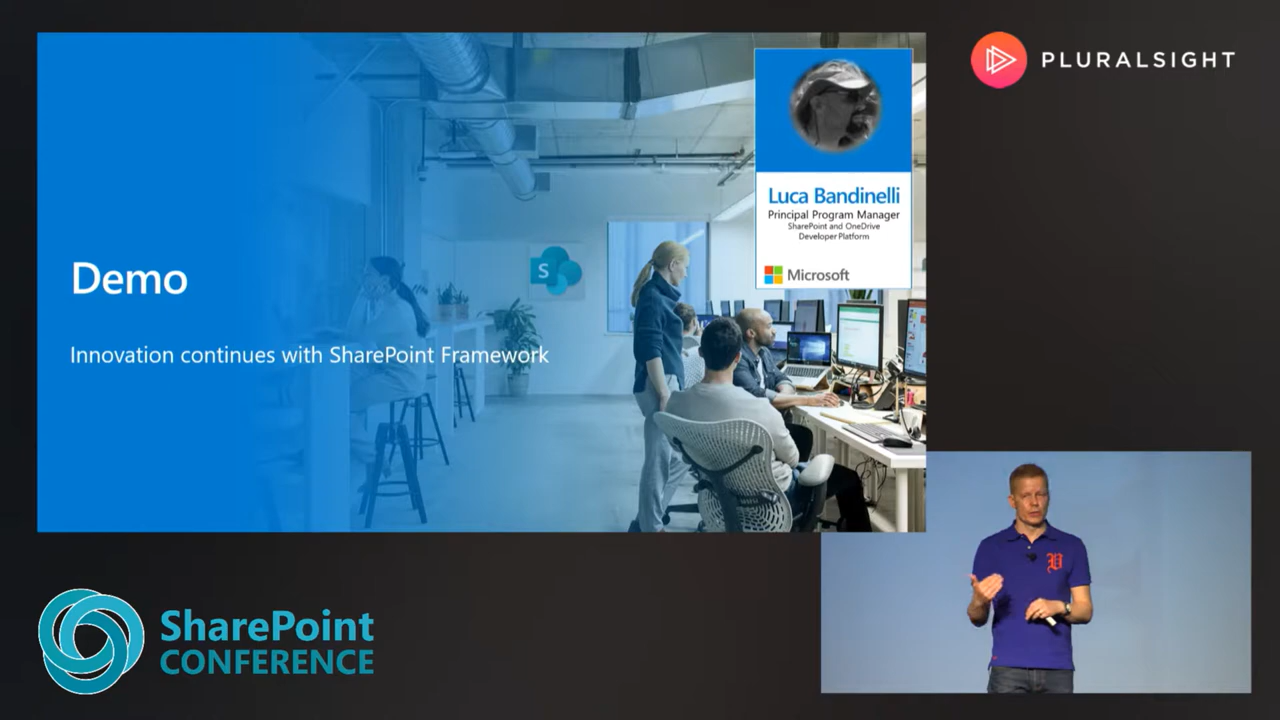 PLURALSIGHT
Luca Bandinelli
Principal Program Manager
SharePoint and OneDrive
Developer Platform
Microsoft
S
Demo
Innovation continues with SharePoint Framework
SharePoint
CONFERENCE